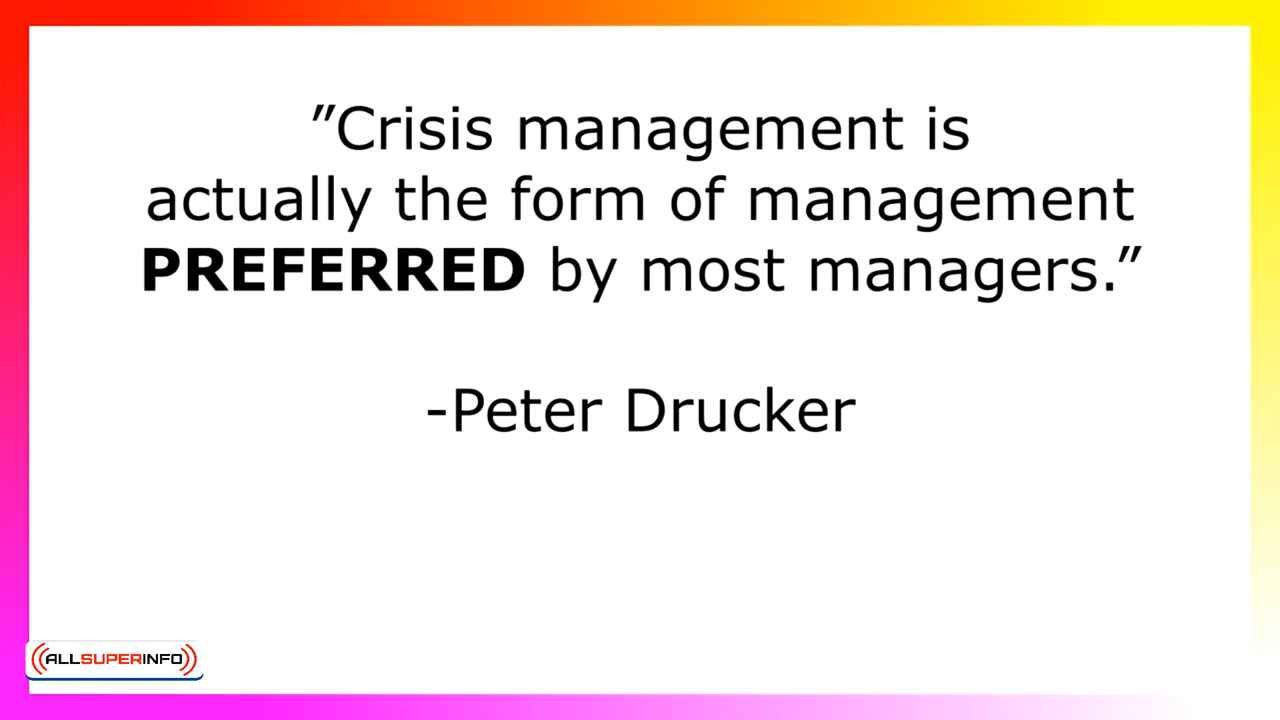 ”Crisis management is
actually the form of management
PREFERRED by most managers.”
-Peter Drucker
ALLSUPERINFO